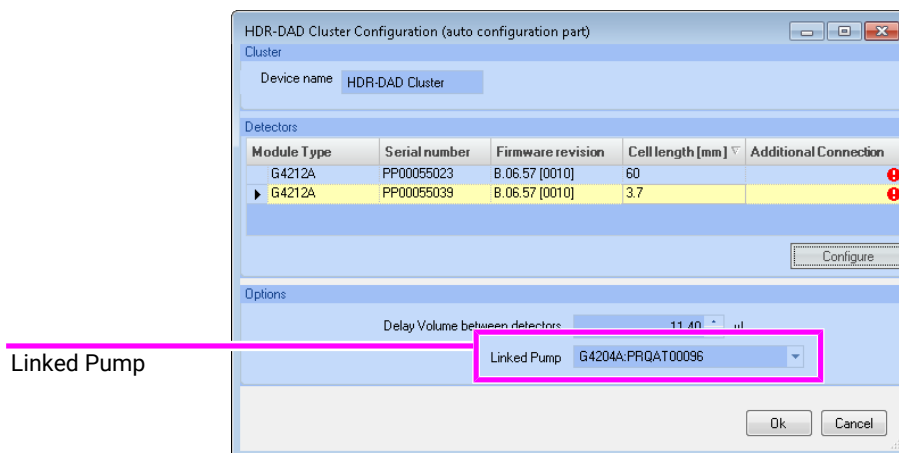 HDR-DAD Cluster Configuration (auto configuration part)
Cluster
Device name HDR-DAD Cluster
Detectors
Module Type Serial number Firmware revision Cell length [mm] Additional Connection
G4212A PP00055023 B.06.57 [0010] 60
G4212A PP00055039 B.06.57 [0010] 3.7
Configure
Options
Delay Volume between detectors 11.40 µl
Linked Pump G4204A:PRQAT00096
Linked Pump
Ok Cancel